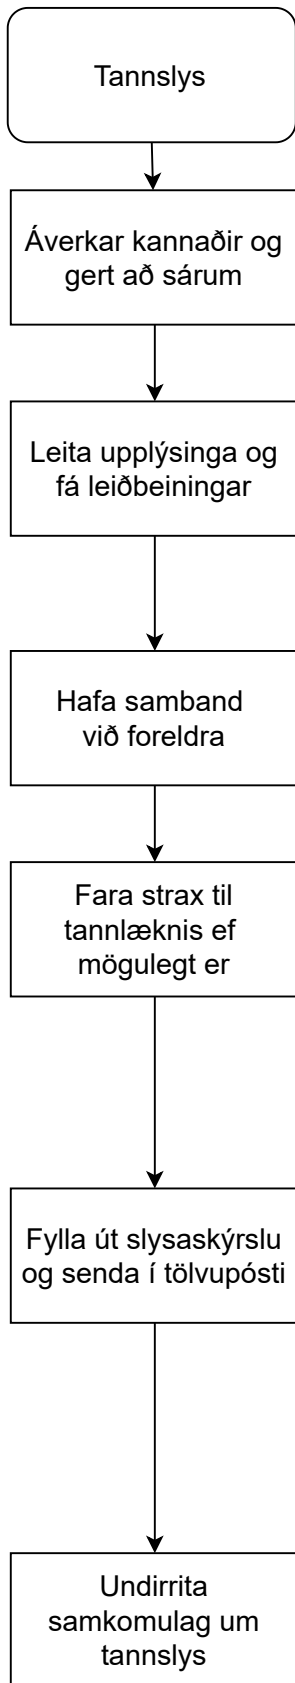 Tannslys
Áverkar kannaðir og
gert að sárum
Leita upplýsinga og
fá leiðbeiningar
Hafa samband
við foreldra
Fara strax til
tannlæknis ef
mögulegt er
Fylla út slysaskýrslu
og senda í tölvupósti
Undirrita
samkomulag um
tannslys